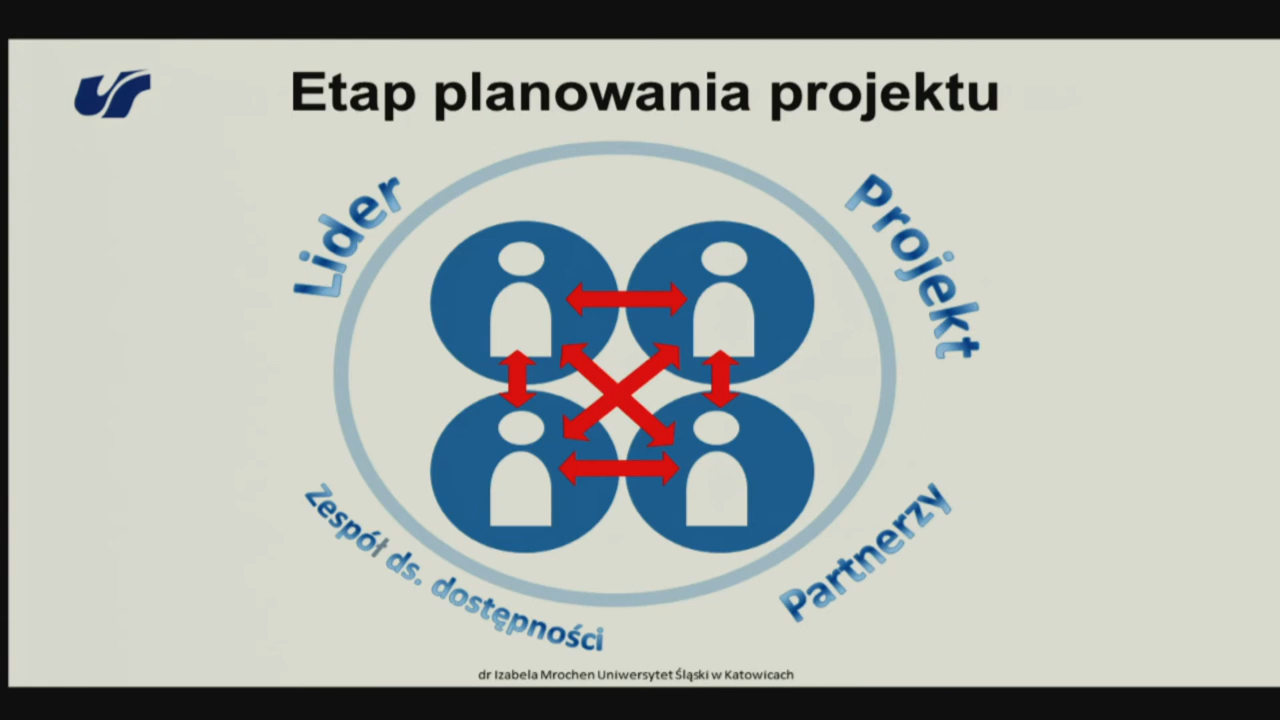 Etap planowania projektu
Lider
Projekt
Zespół ds. dostępności
Partnerzy
dr Izabela Mrochen Uniwersytet Śląski w Katowicach